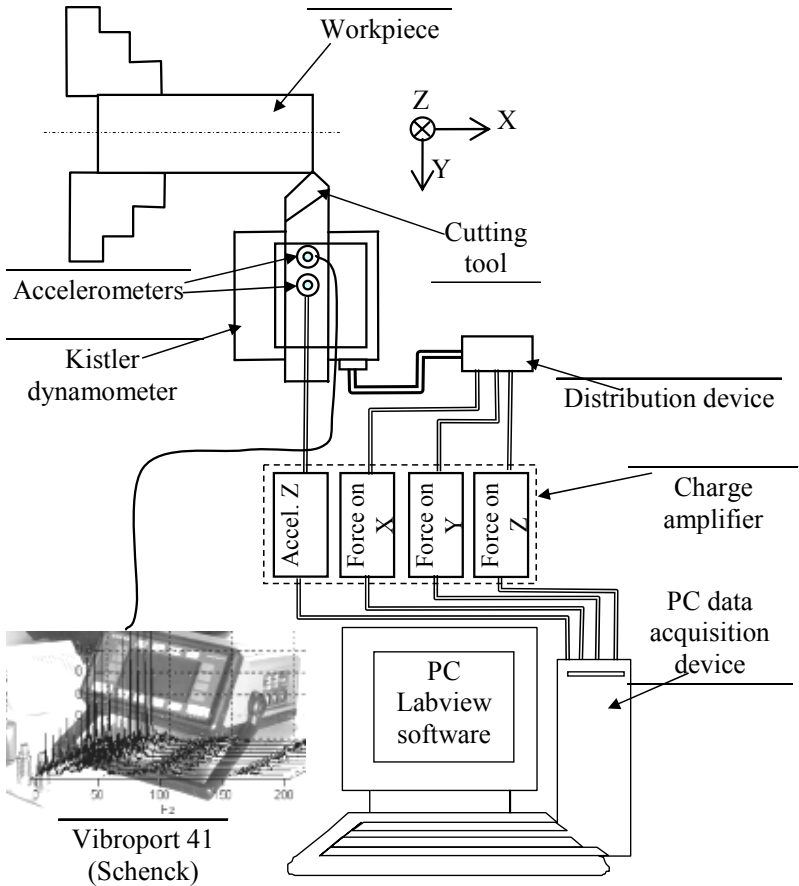 Workpiece
Z
X
Y
Cutting
tool
Accelerometers
Kistler
dynamometer
Distribution device
Charge
amplifier
Accel. Z
Force on
X
Force on
Y
Force on
Z
PC data
acquisition
device
PC
Labview
software
0
50
100
150
200
Hz
Vibroport 41
(Schenck)